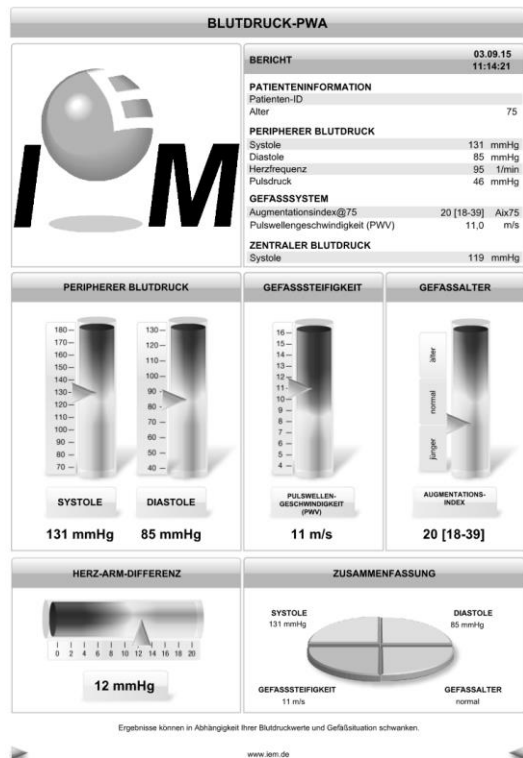 BLUTDRUCK-PWA
IEM
BERICHT 03.09.15
11:14:21
PATIENTENINFORMATION
Patienten-ID
Alter 75
PERIPHERER BLUTDRUCK
Systole 131 mmHg
Diastole 85 mmHg
Herzfrequenz 95 1/min
Pulsdruck 46 mmHg
GEFASSSYSTEM
Augmentationsindex@75 20 [18-39] Aix75
Pulswellengeschwindigkeit (PWV) 11,0 m/s
ZENTRALER BLUTDRUCK
Systole 119 mmHg
PERIPHERER BLUTDRUCK
180
170
160
150
140
130
120
110
100
90
80
70
SYSTOLE
131 mmHg
130
120
110
100
90
80
70
60
50
40
DIASTOLE
85 mmHg
GEFASSSTEIFIGKEIT
16
15
14
13
12
11
10
9
8
7
6
5
4
PULSWELLEN-
GESCHWINDIGKEIT
(PWV)
11 m/s
GEFASSALTER
älter
normal
jünger
AUGMENTATIONS-
INDEX
20 [18-39]
HERZ-ARM-DIFFERENZ
0 2 4 6 8 10 12 14 16 18 20
12 mmHg
ZUSAMMENFASSUNG
SYSTOLE
131 mmHg
DIASTOLE
85 mmHg
GEFASSSTEIFIGKEIT
11 m/s
GEFASSALTER
normal
Ergebnisse können in Abhängigkeit Ihrer Blutdruckwerte und Gefäßsituation schwanken.
www.iem.de